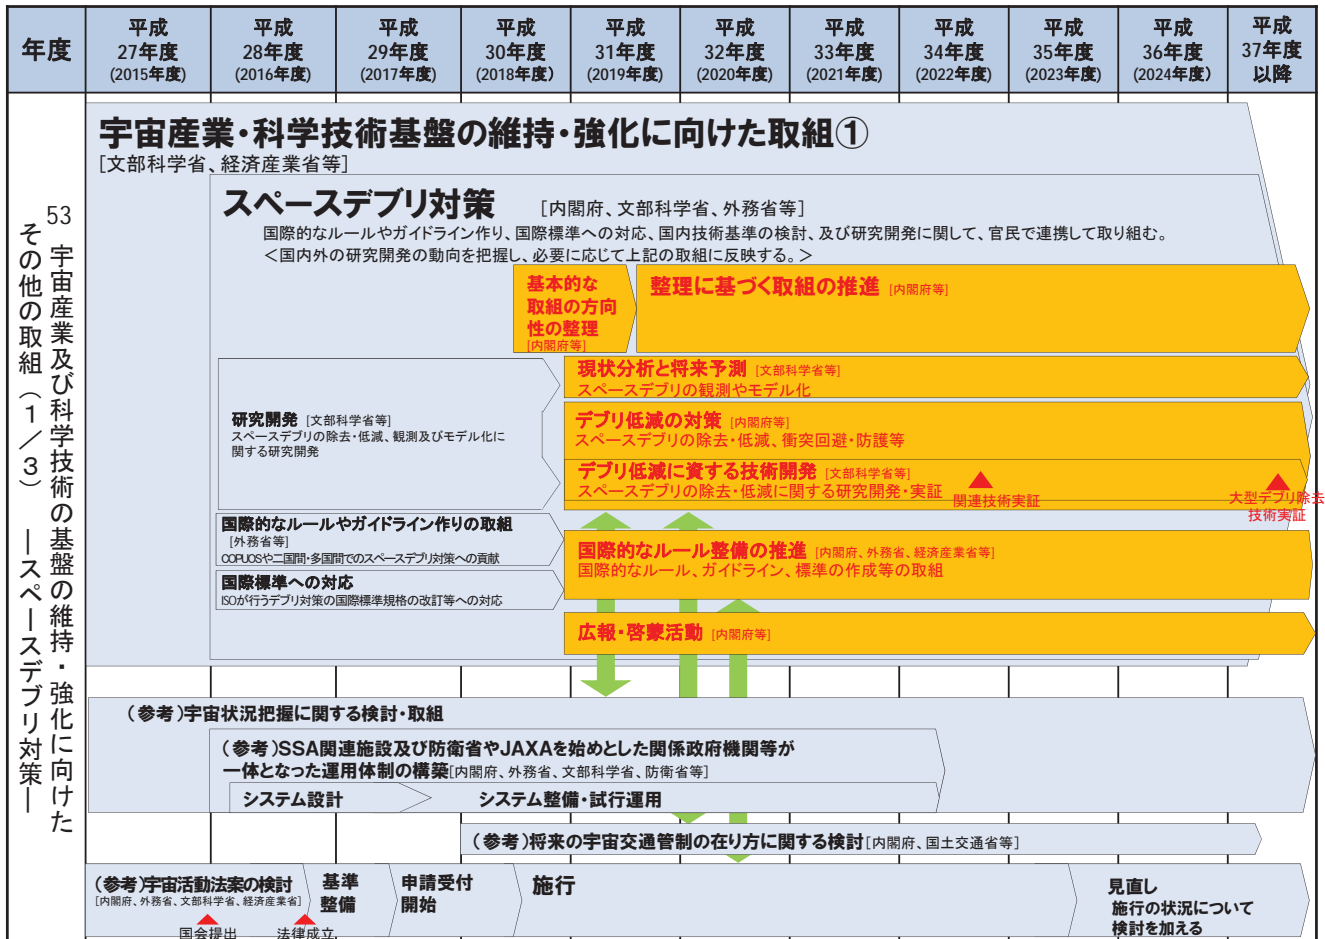 年度
平成
27年度
(2015年度)
平成
28年度
(2016年度)
平成
29年度
(2017年度)
平成
30年度
(2018年度)
平成
31年度
(2019年度)
平成
32年度
(2020年度)
平成
33年度
(2021年度)
平成
34年度
(2022年度)
平成
35年度
(2023年度)
平成
36年度
(2024年度)
平成
37年度
以降
53 宇宙産業及び科学技術の基盤の維持・強化に向けた
その他の取組(1/3) ―スペースデブリ対策―
宇宙産業・科学技術基盤の維持・強化に向けた取組①
[文部科学省、経済産業省等]
スペースデブリ対策 [内閣府、文部科学省、外務省等]
国際的なルールやガイドライン作り、国際標準への対応、国内技術基準の検討、及び研究開発に関して、官民で連携して取り組む。
<国内外の研究開発の動向を把握し、必要に応じて上記の取組に反映する。>
基本的な
取組の方向
性の整理
[内閣府等]
整理に基づく取組の推進 [内閣府等]
現状分析と将来予測 [文部科学省等]
スペースデブリの観測やモデル化
研究開発 [文部科学省等]
スペースデブリの除去・低減、観測及びモデル化に
関する研究開発
デブリ低減の対策 [内閣府等]
スペースデブリの除去・低減、衝突回避・防護等
デブリ低減に資する技術開発 [文部科学省等]
スペースデブリの除去・低減に関する研究開発・実証
関連技術実証
大型デブリ除去
技術実証
国際的なルールやガイドライン作りの取組
[外務省等]
COPUOSや二国間・多国間でのスペースデブリ対策への貢献
国際標準への対応
ISOが行うデブリ対策の国際標準規格の改訂等への対応
国際的なルール整備の推進 [内閣府、外務省、経済産業省等]
国際的なルール、ガイドライン、標準の作成等の取組
広報・啓蒙活動 [内閣府等]
(参考)宇宙状況把握に関する検討・取組
(参考)SSA関連施設及び防衛省やJAXAを始めとした関係政府機関等が
一体となった運用体制の構築[内閣府、外務省、文部科学省、防衛省等]
システム設計
システム整備・試行運用
(参考)将来の宇宙交通管制の在り方に関する検討[内閣府、国土交通省等]
(参考)宇宙活動法案の検討
[内閣府、外務省、文部科学省、経済産業省]
国会提出
法律成立
基準
整備
申請受付
開始
施行
見直し
施行の状況について
検討を加える